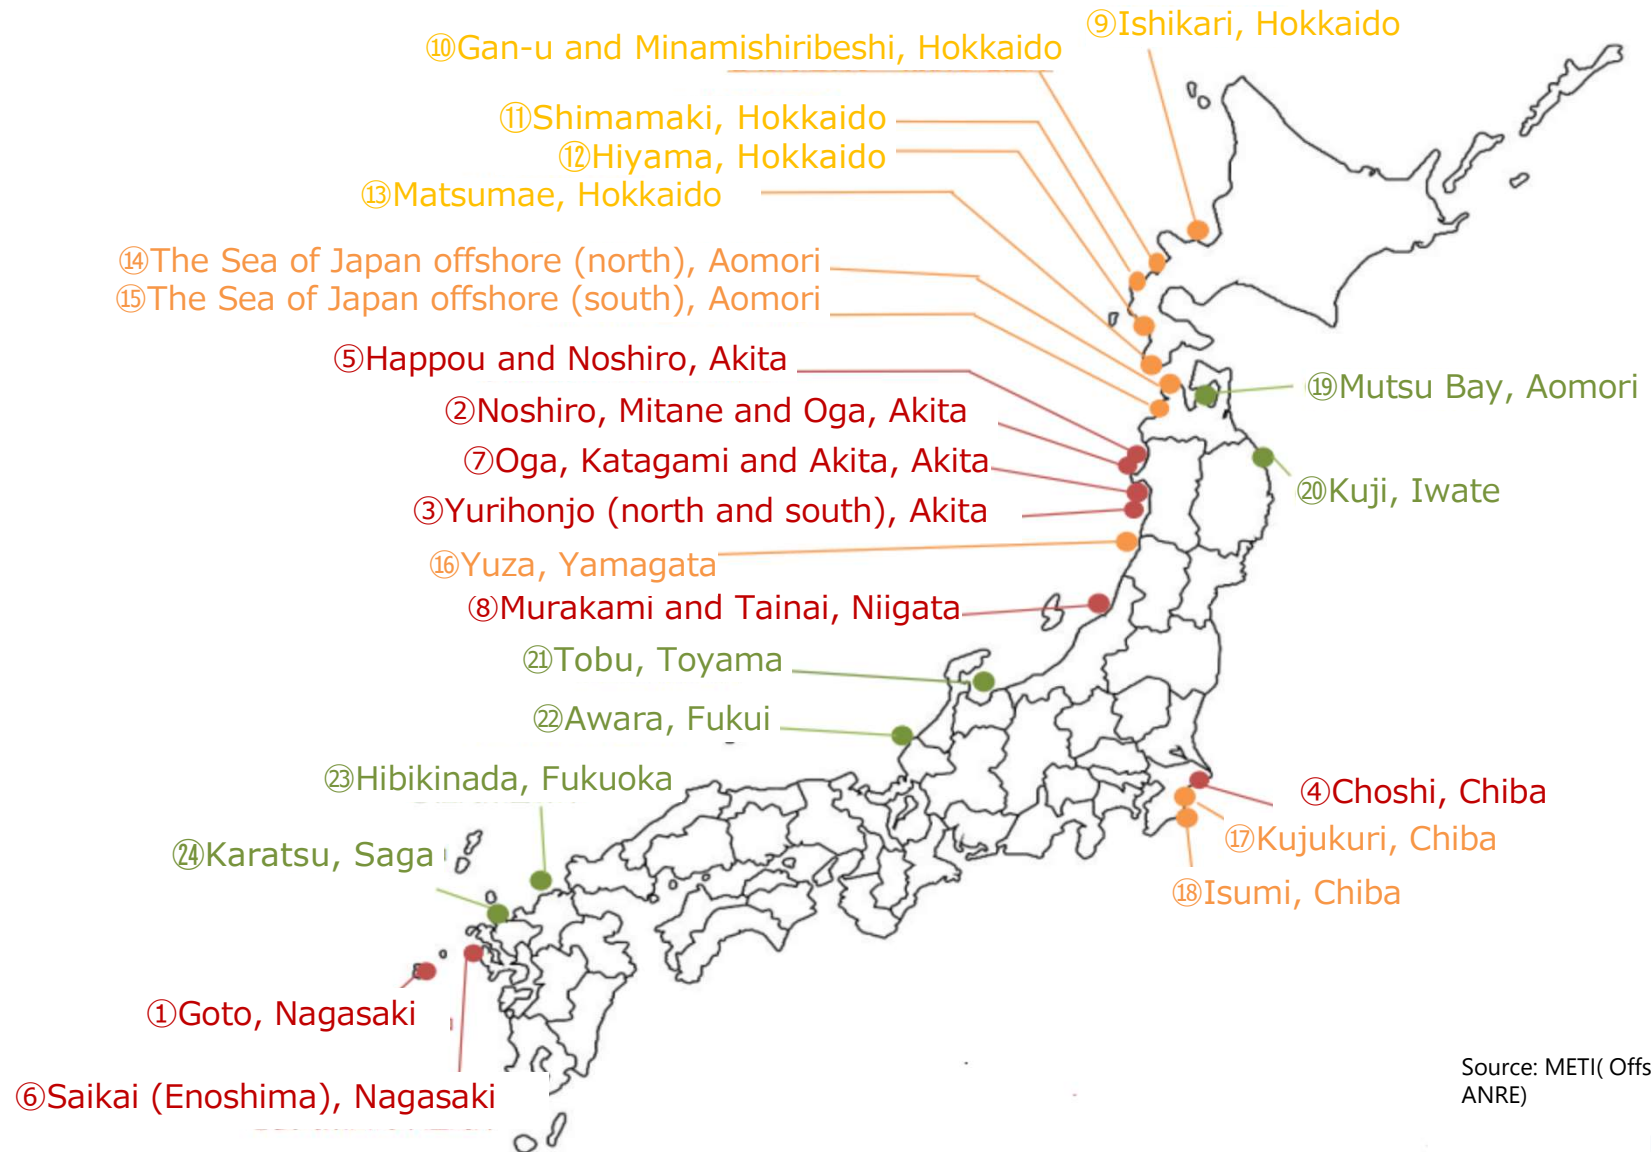 ⑨Ishikari, Hokkaido
⑩Gan-u and Minamishiribeshi, Hokkaido
⑪Shimamaki, Hokkaido
⑫Hiyama, Hokkaido
⑬Matsumae, Hokkaido
⑭The Sea of Japan offshore (north), Aomori
⑮The Sea of Japan offshore (south), Aomori
⑤Happou and Noshiro, Akita
⑲Mutsu Bay, Aomori
②Noshiro, Mitane and Oga, Akita
⑦Oga, Katagami and Akita, Akita
⑳Kuji, Iwate
③Yurihonjo (north and south), Akita
⑯Yuza, Yamagata
⑧Murakami and Tainai, Niigata
㉑Tobu, Toyama
㉒Awara, Fukui
㉓Hibikinada, Fukuoka
④Choshi, Chiba
⑰Kujukuri, Chiba
㉔Karatsu, Saga
⑱Isumi, Chiba
①Goto, Nagasaki
⑥Saikai (Enoshima), Nagasaki
Source: METI( Offs
ANRE)